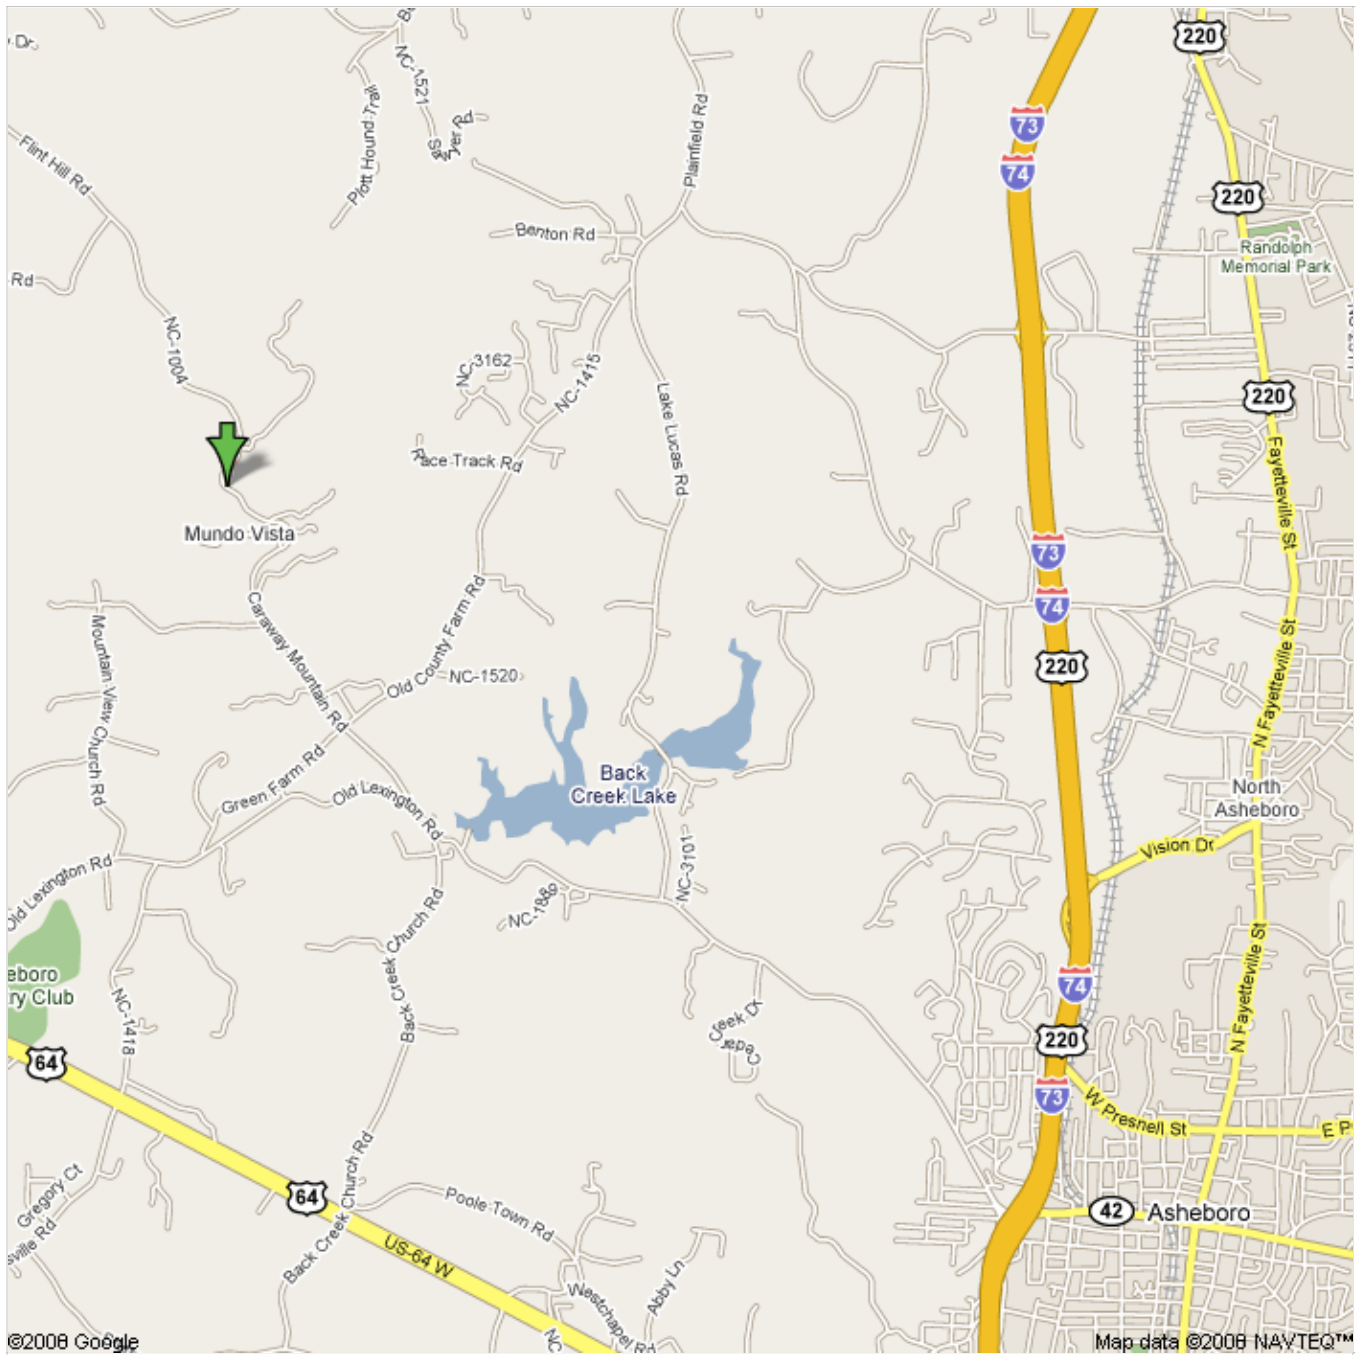 Dr
NC-1521
220
Flint Hill Rd
Plott Hound Trail
Plainfield Rd
73
74
220
Benton Rd
Randolph
Memorial Park
Rd
NC-1004
NC-3162
NC-1415
Lake Lucas Rd
220
Race Track Rd
Fayetteville St
Mundo Vista
73
74
Caraway Mountain Rd
Mountain View Church Rd
Old County Farm Rd
NC-1520
220
N Fayetteville St
Back
Creek Lake
North
Asheboro
Green Farm Rd
Old Lexington Rd
Vision Dr
NC-3101
Old Lexington Rd
NC-1889
Back Creek Church Rd
N Fayetteville St
eboro
ry Club
74
NC-1418
Creek Dr
Cedar
220
64
73
W Presnell St
E P
Gregory Ct
sville Rd
64
Back Creek Church Rd
Poole Town Rd
42
Asheboro
US-64 W
Abby Ln
Westchapel Rd
NC
©2008 Google
Map data ©2008 NAVTEQ™